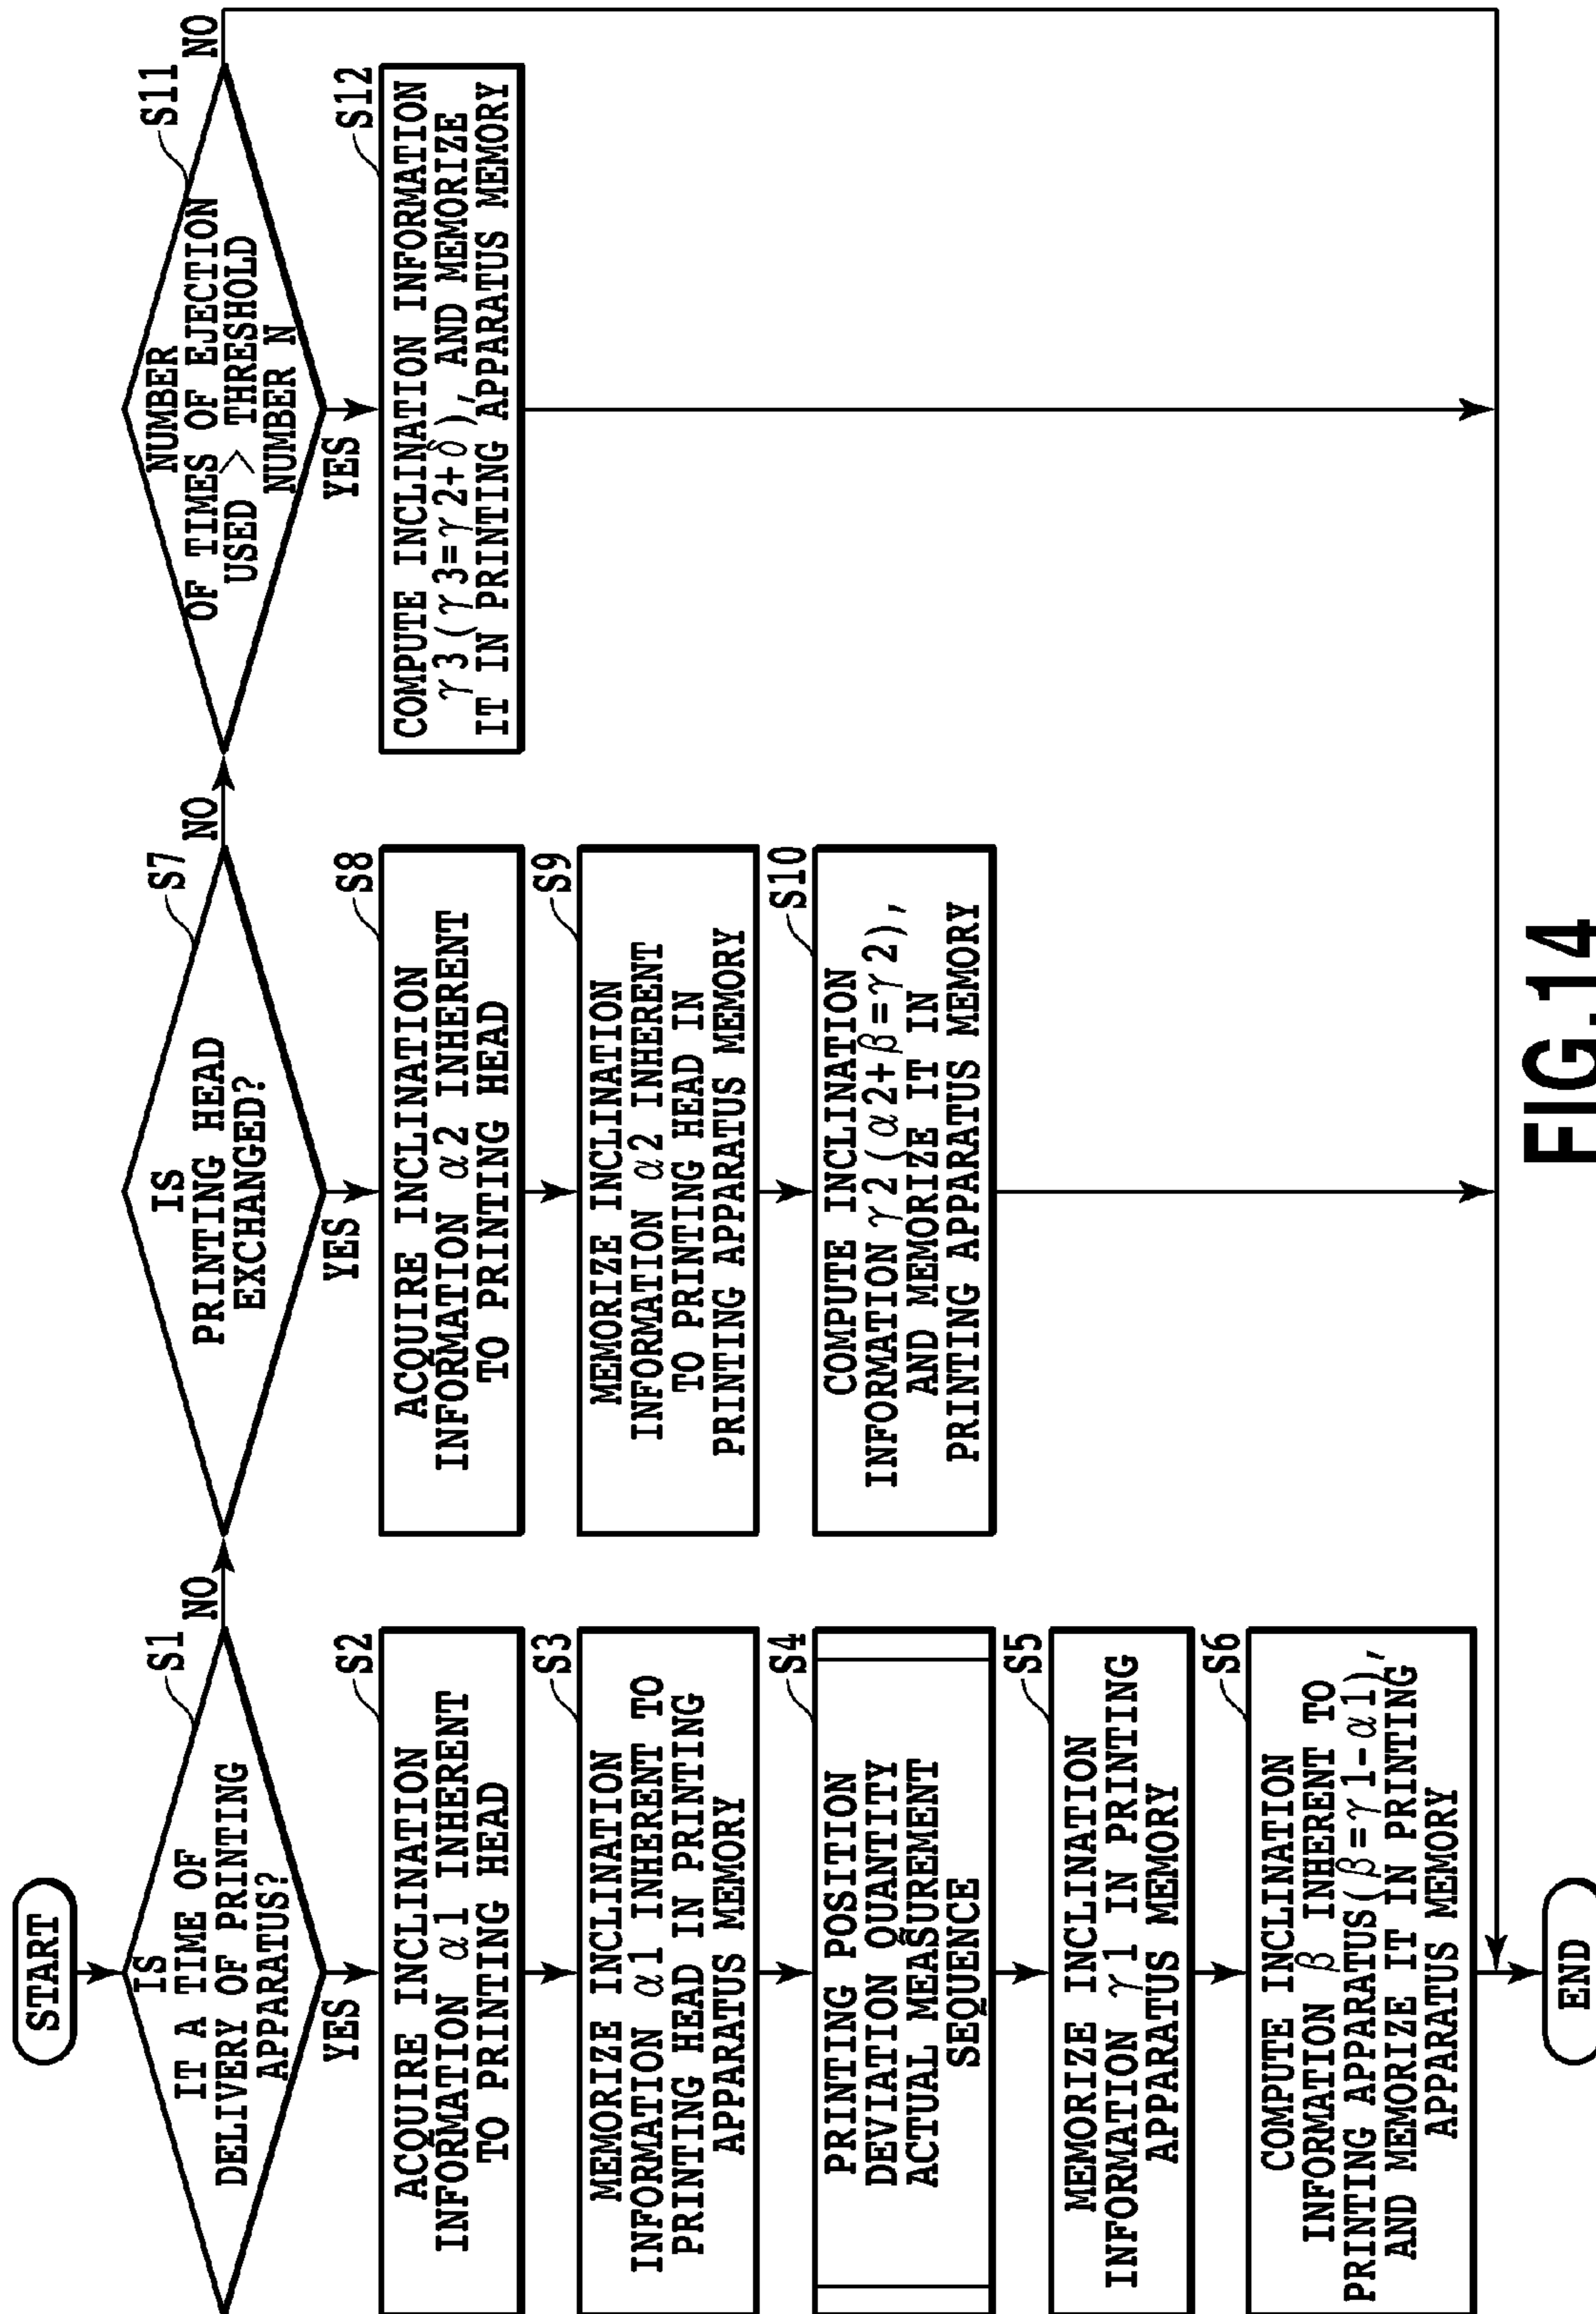 START
IS
IT A TIME OF
DELIVERY OF PRINTING
APPARATUS?
S1
NO
YES
S2
ACQUIRE INCLINATION
INFORMATION α1 INHERENT
TO PRINTING HEAD
S3
MEMORIZE INCLINATION
INFORMATION α1 INHERENT TO
PRINTING HEAD IN PRINTING
APPARATUS MEMORY
S4
PRINTING POSITION
DEVIATION QUANTITY
ACTUAL MEASUREMENT
SEQUENCE
S5
MEMORIZE INCLINATION
INFORMATION γ1 IN PRINTING
APPARATUS MEMORY
S6
COMPUTE INCLINATION
INFORMATION β INHERENT TO
PRINTING APPARATUS(β=γ1-α1),
AND MEMORIZE IT IN PRINTING
APPARATUS MEMORY
END
IS
PRINTING HEAD
EXCHANGED?
S7
NO
YES
S8
ACQUIRE INCLINATION
INFORMATION α2 INHERENT
TO PRINTING HEAD
S9
MEMORIZE INCLINATION
INFORMATION α2 INHERENT
TO PRINTING HEAD IN
PRINTING APPARATUS MEMORY
S10
COMPUTE INCLINATION
INFORMATION γ2(α2+β=γ2),
AND MEMORIZE IT IN
PRINTING APPARATUS MEMORY
NUMBER
OF TIMES OF EJECTION
USED > THRESHOLD
NUMBER N
S11
NO
YES
S12
COMPUTE INCLINATION INFORMATION
γ3(γ3=γ2+δ), AND MEMORIZE
IT IN PRINTING APPARATUS MEMORY
FIG.14